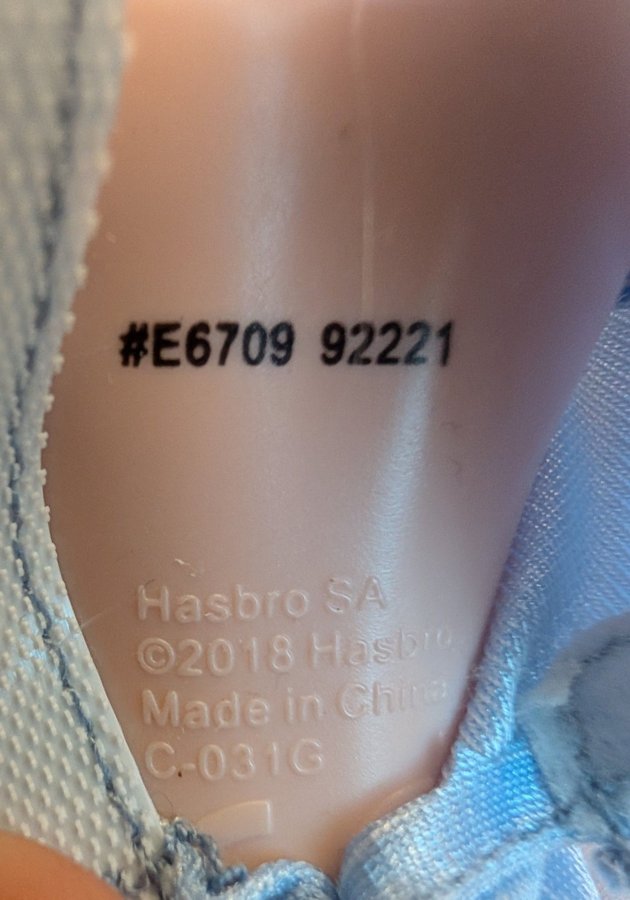 #E6709 92221
Hasbro SA
©2018 Hasbro
Made in China
C-031G